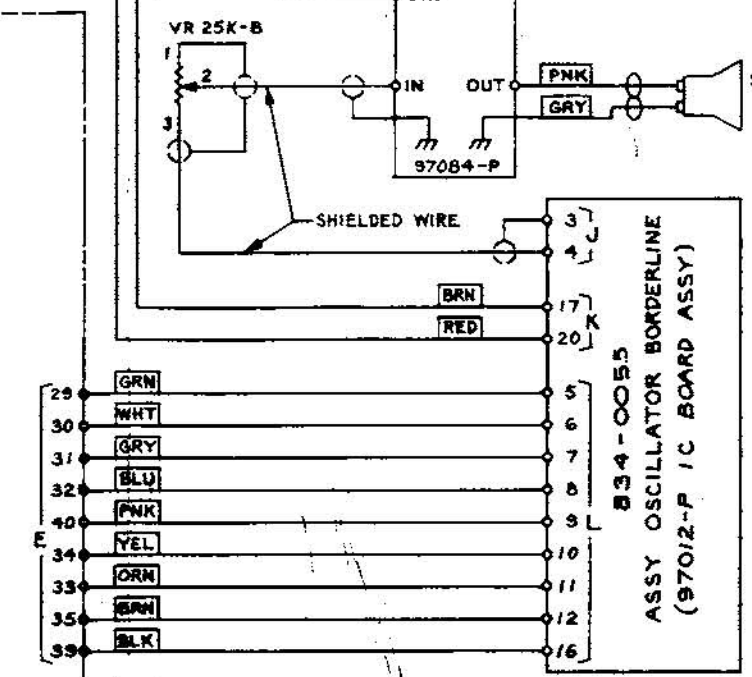 VR 25K-B
1
2
3
IN
OUT
PNK
GRY
97084-P
SHIELDED WIRE
3
4
J
BRN
17
RED
20
K
29 GRN 5
30 WHT 6
31 GRY 7
32 BLU 8
40 PNK 9
34 YEL 10
33 ORN 11
35 BRN 12
39 BLK 16
E
L
834-0055
ASSY OSCILLATOR BORDERLINE
(97012-P IC BOARD ASSY)